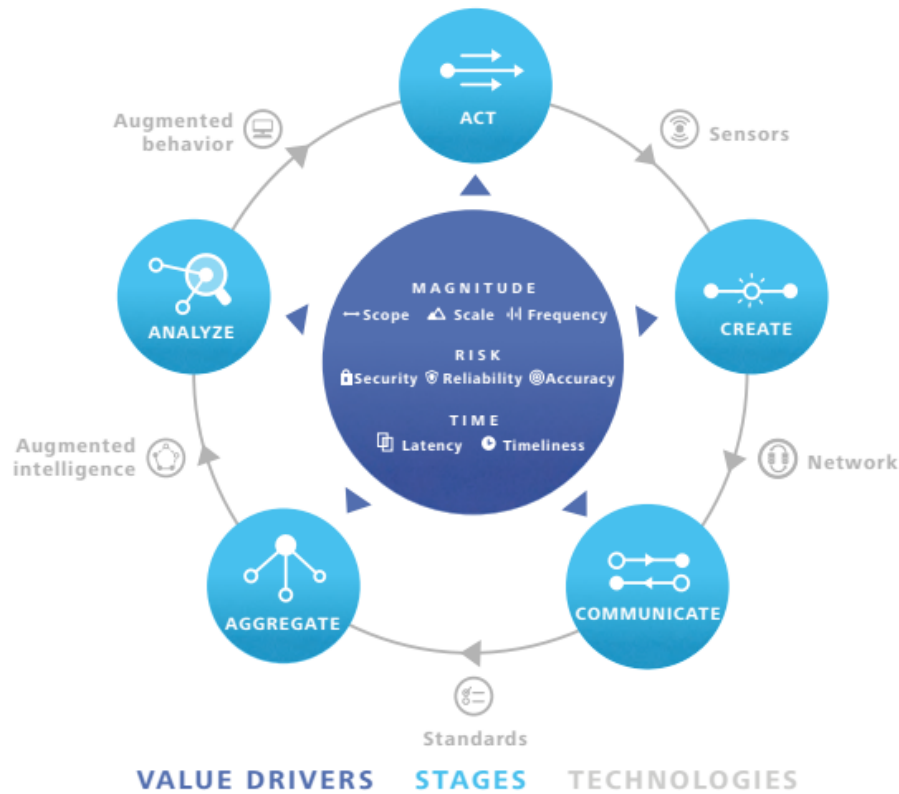 ACT
Augmented
behavior
Sensors
ANALYZE
CREATE
MAGNITUDE
Scope Scale Frequency
RISK
Security Reliability Accuracy
TIME
Latency Timeliness
Augmented
intelligence
Network
AGGREGATE
COMMUNICATE
Standards
VALUE DRIVERS STAGES TECHNOLOGIES